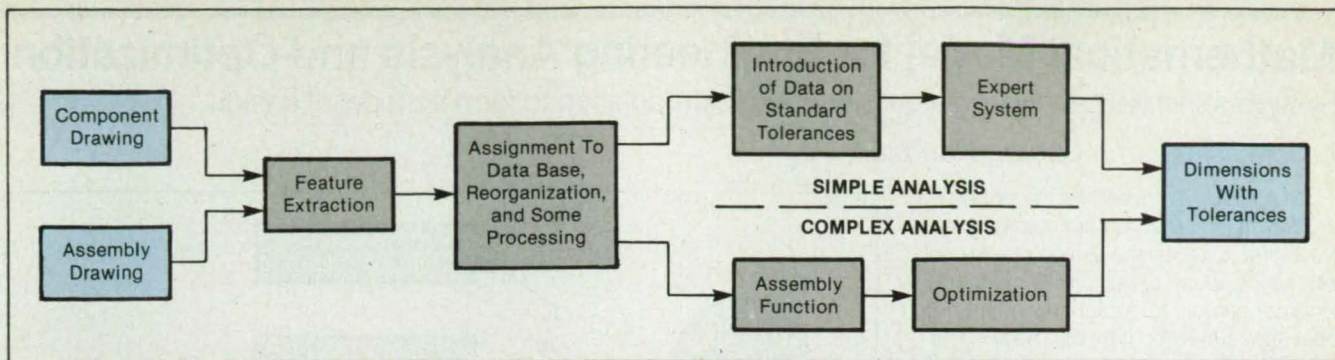 Component
Drawing
Assembly
Drawing
Feature
Extraction
Assignment To
Data Base,
Reorganization,
and Some
Processing
Introduction
of Data on
Standard
Tolerances
Expert
System
SIMPLE ANALYSIS
COMPLEX ANALYSIS
Assembly
Function
Optimization
Dimensions
With
Tolerances